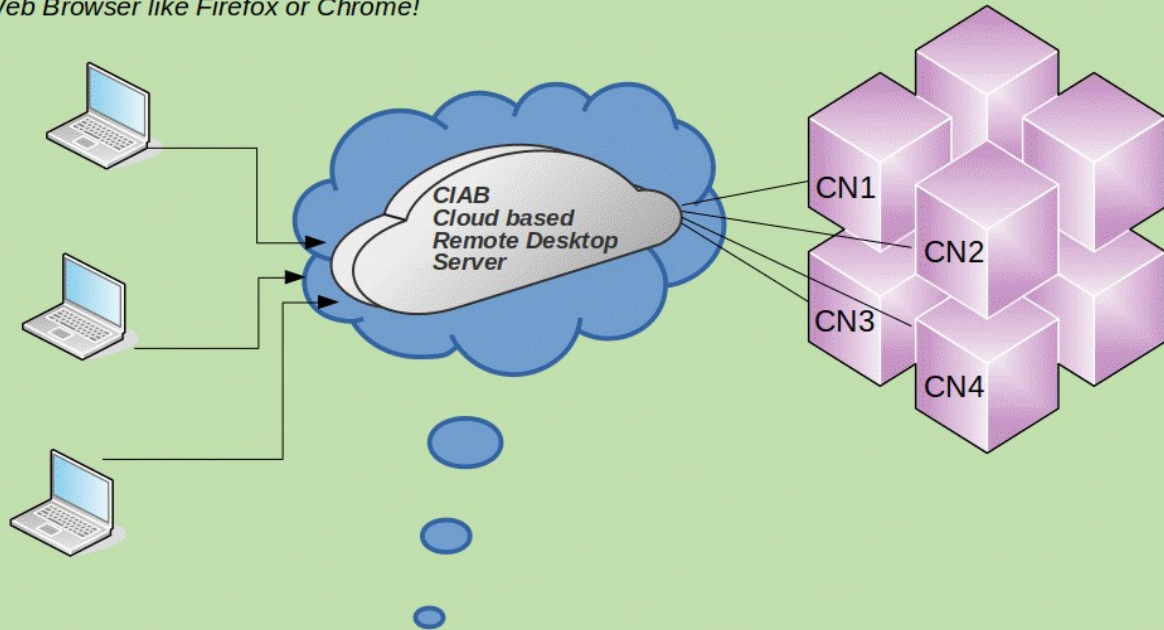 Web Browser like Firefox or Chrome!
CIAB
Cloud based
Remote Desktop
Server
CN1
CN2
CN3
CN4